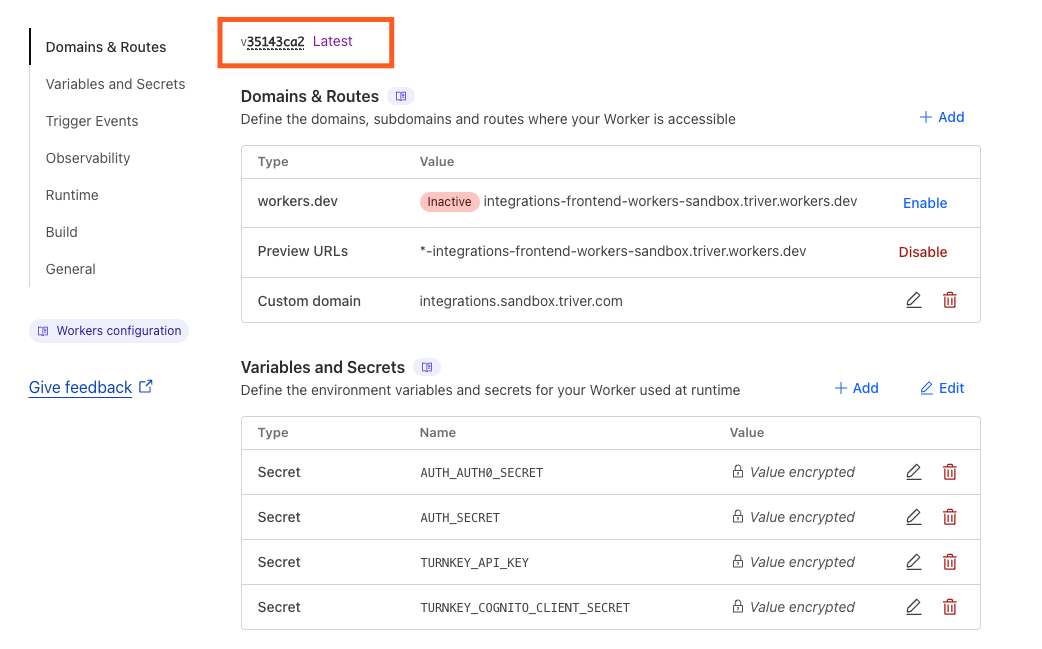 Domains & Routes
Variables and Secrets
Trigger Events
Observability
Runtime
Build
General
Workers configuration
Give feedback
v35143ca2 Latest
Domains & Routes
Define the domains, subdomains and routes where your Worker is accessible
Add
Type Value
workers.dev Inactive integrations-frontend-workers-sandbox.triver.workers.dev Enable
Preview URLs *-integrations-frontend-workers-sandbox.triver.workers.dev Disable
Custom domain integrations.sandbox.triver.com
Variables and Secrets
Define the environment variables and secrets for your Worker used at runtime
Add Edit
Type Name Value
Secret AUTH_AUTH0_SECRET Value encrypted
Secret AUTH_SECRET Value encrypted
Secret TURNKEY_API_KEY Value encrypted
Secret TURNKEY_COGNITO_CLIENT_SECRET Value encrypted